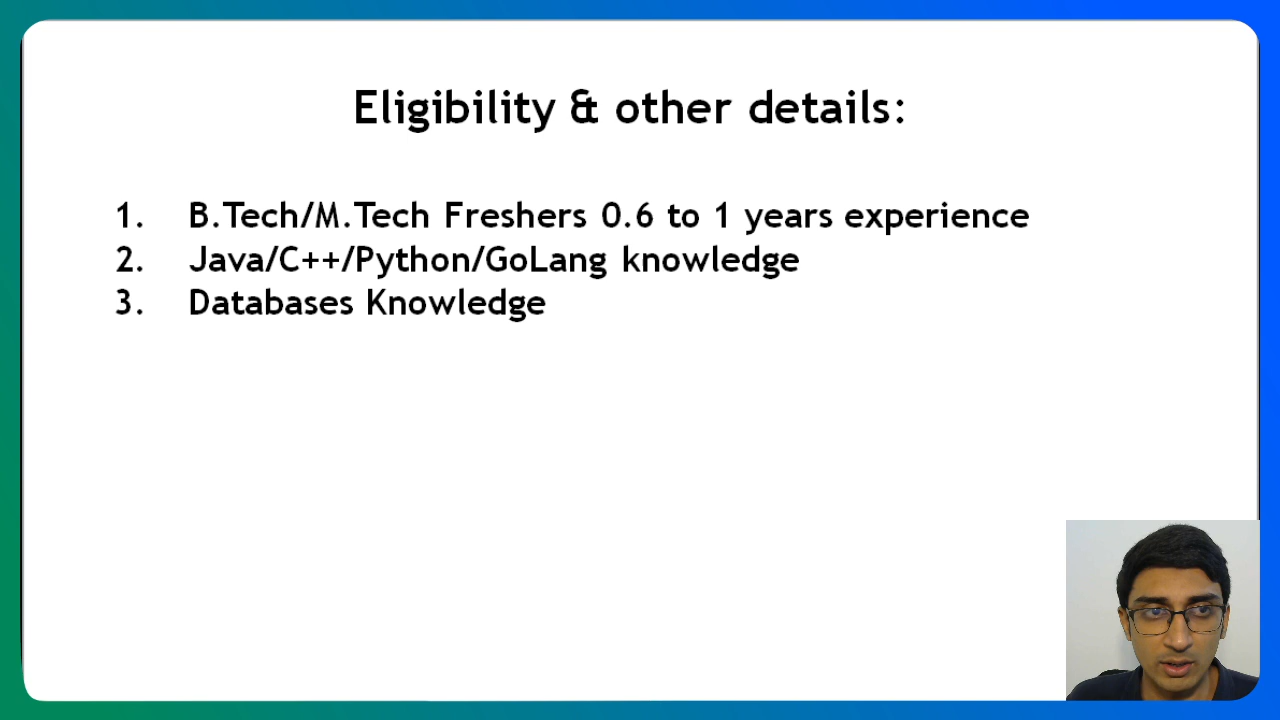 Eligibility & other details:
1. B.Tech/M.Tech Freshers 0.6 to 1 years experience
2. Java/C++/Python/GoLang knowledge
3. Databases Knowledge